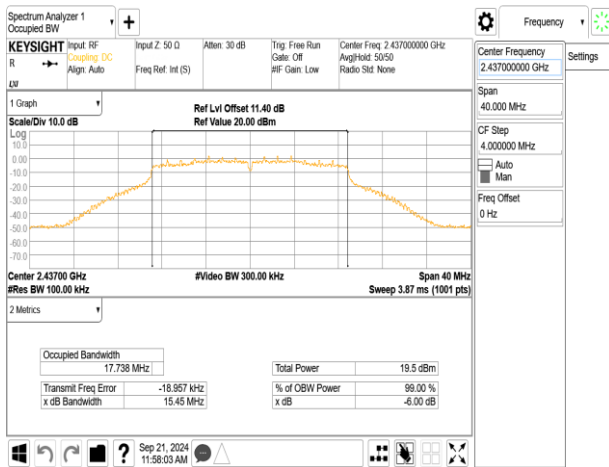 Spectrum Analyzer 1
Occupied BW
Frequency
KEYSIGHT
R
Input: RF
Coupling: DC
Align: Auto
Input Z: 50 Ω
Freq Ref: Int (S)
Atten: 30 dB
Trig: Free Run
Gate: Off
#IF Gain: Low
Center Freq: 2.437000000 GHz
Avg|Hold: 50/50
Radio Std: None
1 Graph
Scale/Div 10.0 dB
Ref Lvl Offset 11.40 dB
Ref Value 20.00 dBm
Log
10.0
0.00
-10.0
-20.0
-30.0
-40.0
-50.0
-60.0
-70.0
Center 2.43700 GHz
#Res BW 100.00 kHz
#Video BW 300.00 kHz
Span 40 MHz
Sweep 3.87 ms (1001 pts)
2 Metrics
Occupied Bandwidth
17.738 MHz
Transmit Freq Error -18.957 kHz
x dB Bandwidth 15.45 MHz
Total Power 19.5 dBm
% of OBW Power 99.00 %
x dB -6.00 dB
Center Frequency
2.437000000 GHz
Settings
Span
40.000 MHz
CF Step
4.000000 MHz
Auto
Man
Freq Offset
0 Hz
?
Sep 21, 2024
11:58:03 AM